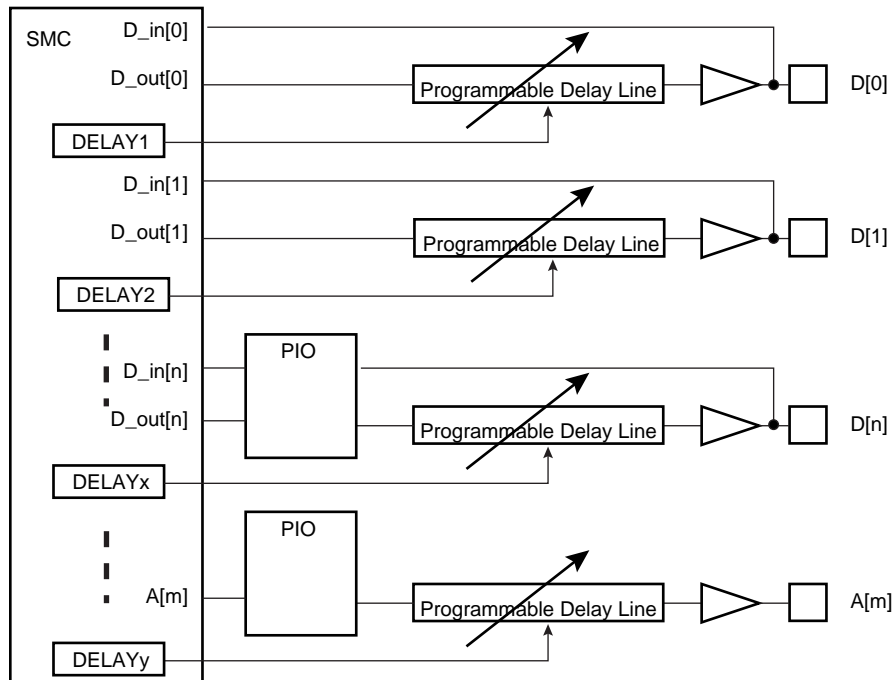 SMC
D_in[0]
D_out[0]
Programmable Delay Line
D[0]
DELAY1
D_in[1]
D_out[1]
Programmable Delay Line
D[1]
DELAY2
PIO
D_in[n]
D_out[n]
Programmable Delay Line
D[n]
DELAYx
PIO
A[m]
Programmable Delay Line
A[m]
DELAYy